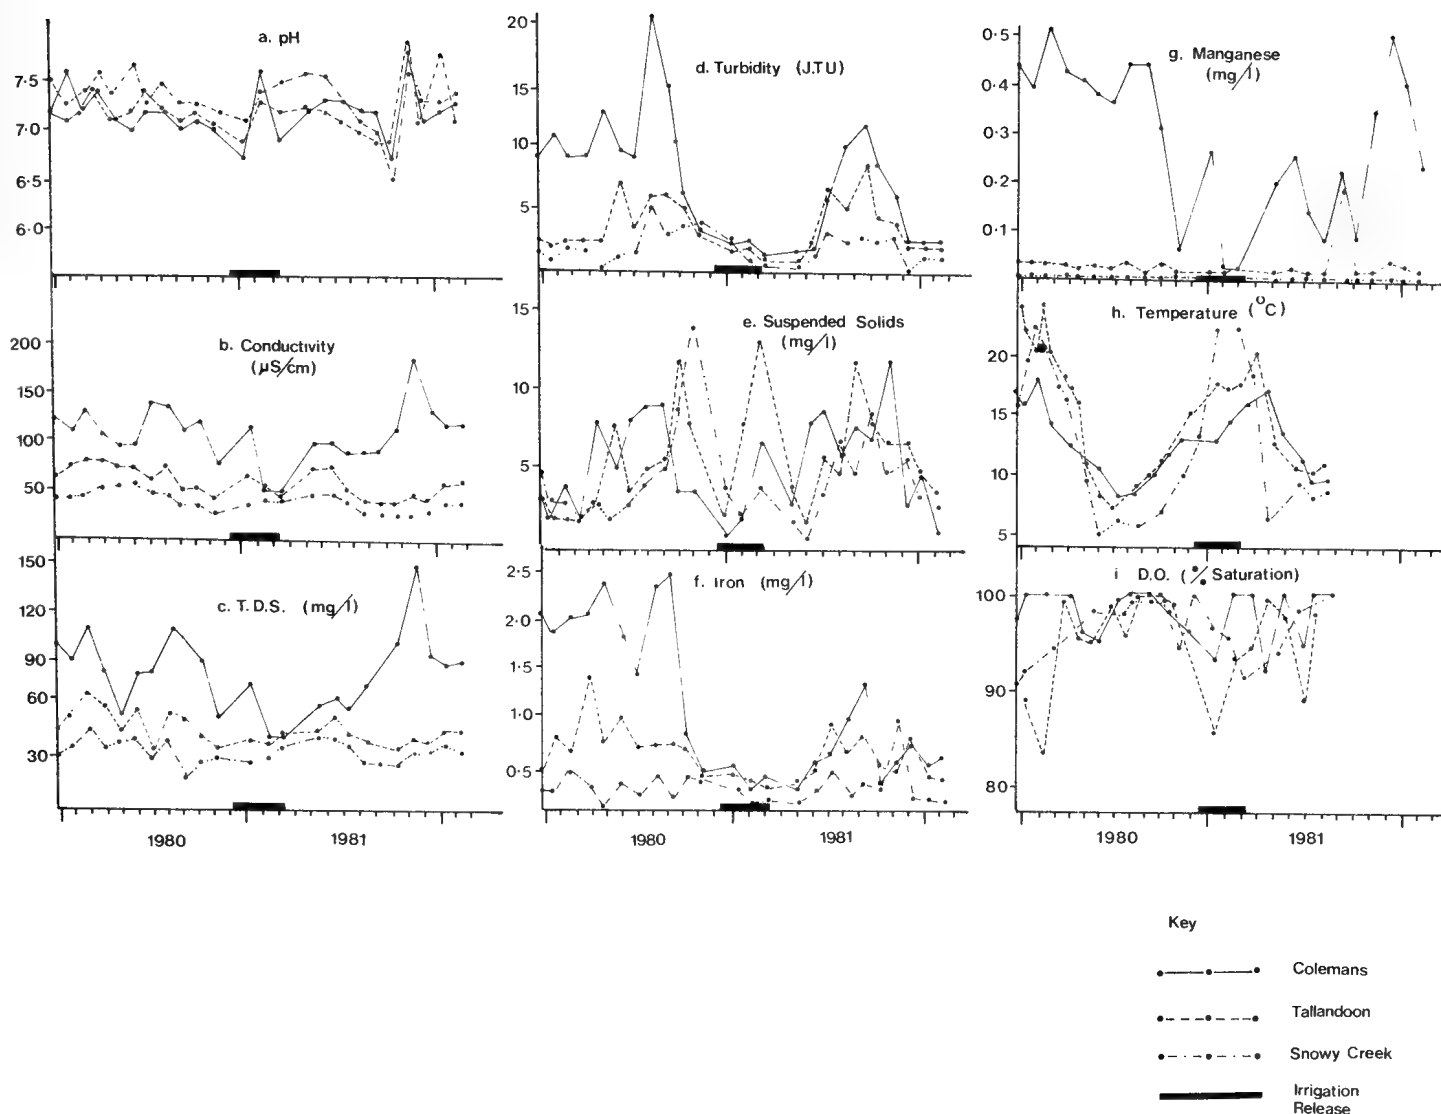 a. pH
7·5
7·0
6·5
6·0
b. Conductivity
(µS/cm)
200
150
100
50
c. T.D.S. (mg/l)
150
120
90
60
30
1980 1981
d. Turbidity (J.T.U)
20
15
10
5
e. Suspended Solids
(mg/l)
15
10
5
f. Iron (mg/l)
2·5
2·0
1·5
1·0
0·5
1980 1981
g. Manganese
(mg/l)
0·5
0·4
0·3
0·2
0·1
h. Temperature (°C)
20
15
10
5
i D.O. (% Saturation)
100
90
80
1980 1981
Key
Colemans
Tallandoon
Snowy Creek
Irrigation
Release